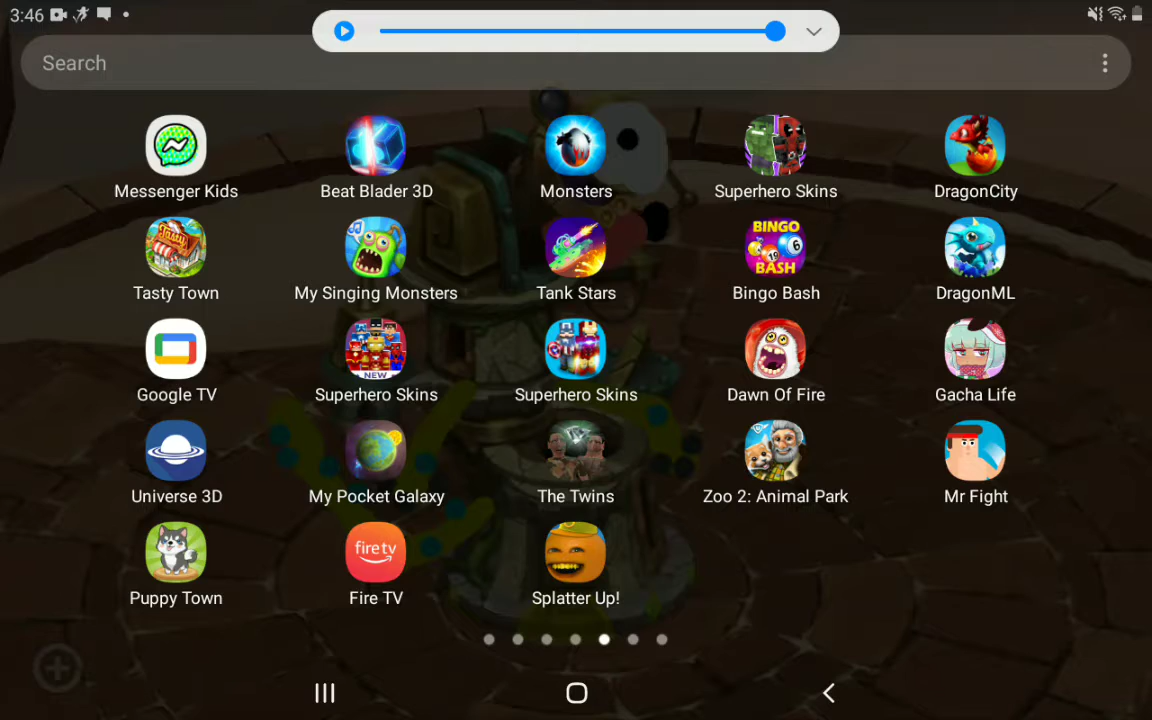 3:46
Search
Messenger Kids
Beat Blader 3D
Monsters
Superhero Skins
DragonCity
Tasty
BINGO
6
BASH
Tasty Town
My Singing Monsters
Tank Stars
Bingo Bash
DragonML
NEW
Google TV
Superhero Skins
Superhero Skins
Dawn Of Fire
Gacha Life
Universe 3D
My Pocket Galaxy
The Twins
Zoo 2: Animal Park
Mr Fight
fire tv
Puppy Town
Fire TV
Splatter Up!